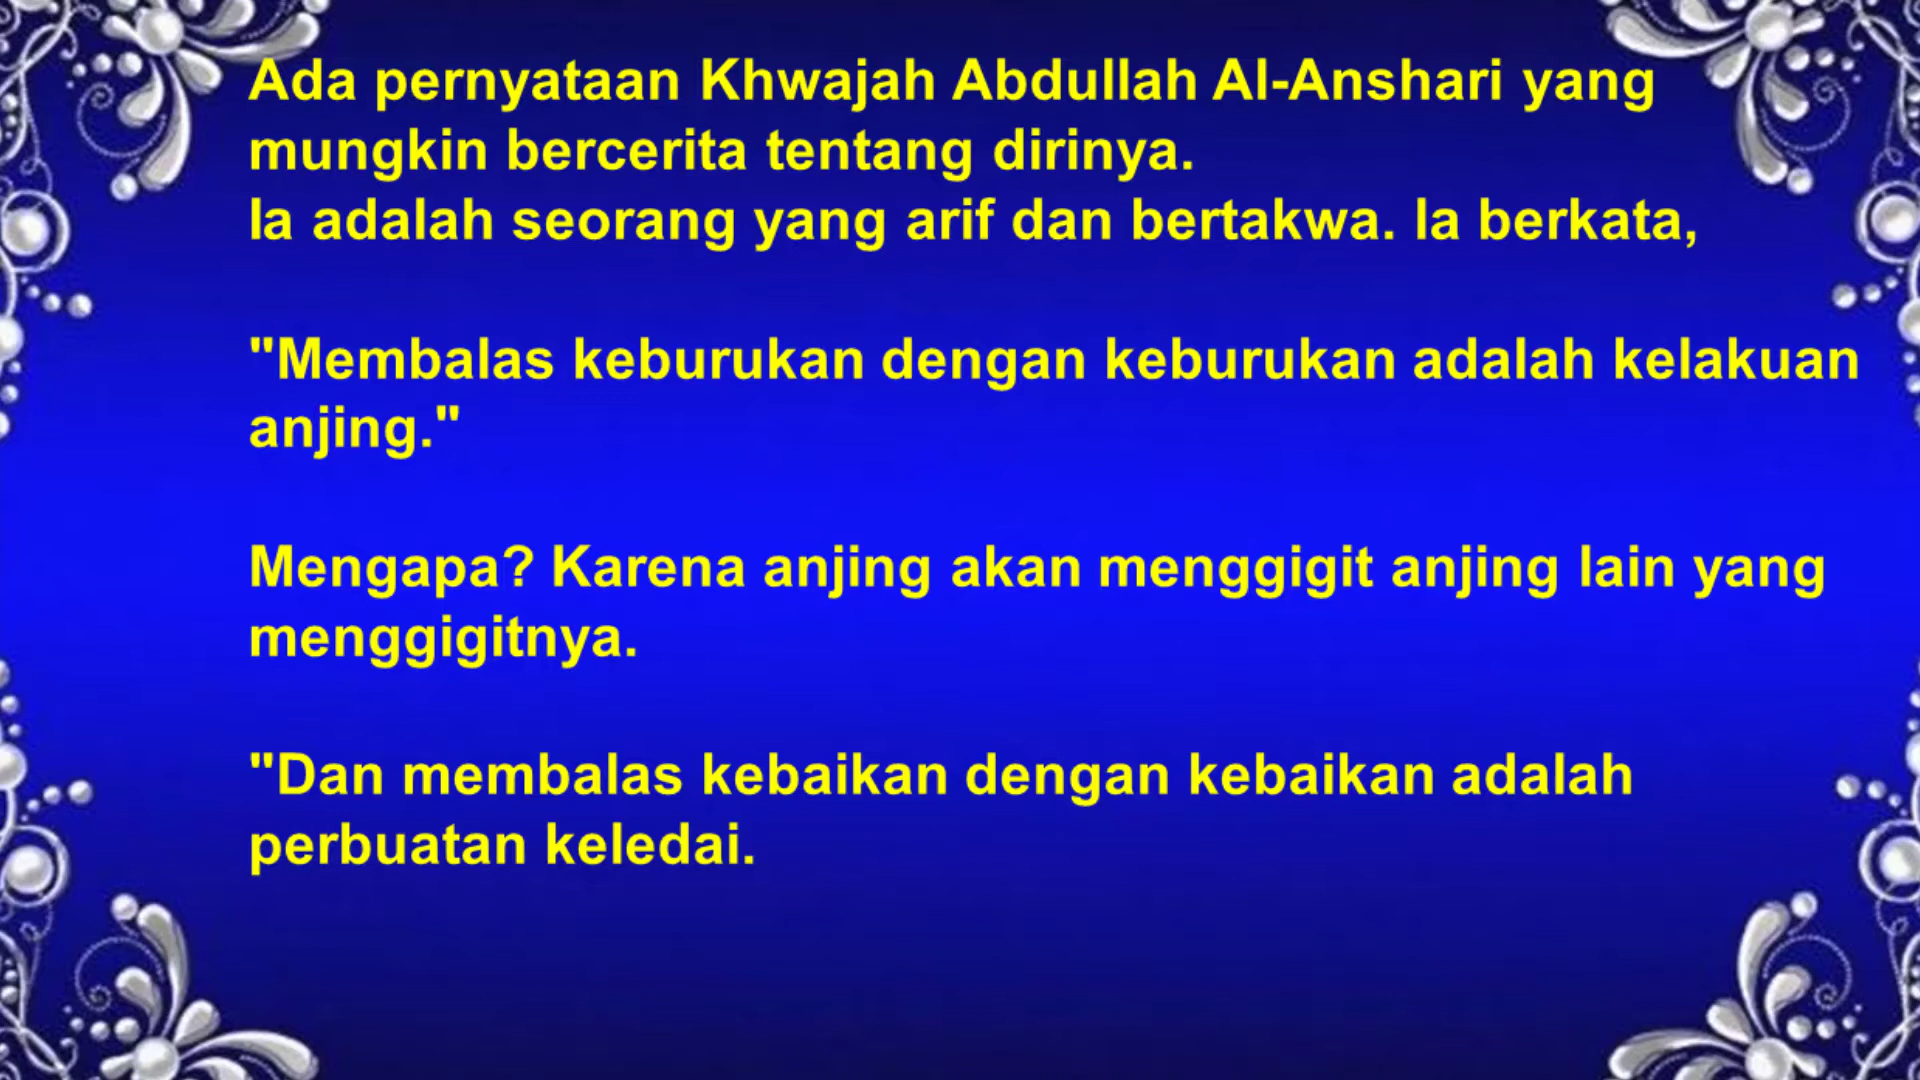 Ada pernyataan Khwajah Abdullah Al-Anshari yang
mungkin bercerita tentang dirinya.
Ia adalah seorang yang arif dan bertakwa. Ia berkata,
"Membalas keburukan dengan keburukan adalah kelakuan
anjing."
Mengapa? Karena anjing akan menggigit anjing lain yang
menggigitnya.
"Dan membalas kebaikan dengan kebaikan adalah
perbuatan keledai.